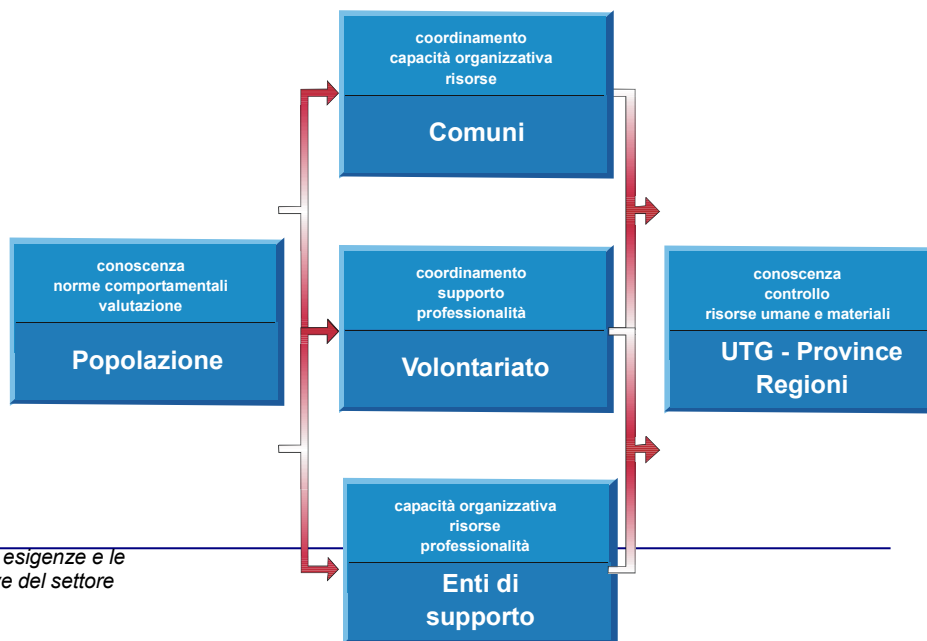 coordinamento
capacità organizzativa
risorse
Comuni
conoscenza
norme comportamentali
valutazione
Popolazione
coordinamento
supporto
professionalità
Volontariato
conoscenza
controllo
risorse umane e materiali
UTG - Province
Regioni
capacità organizzativa
risorse
professionalità
Enti di
supporto
esigenze e le
del settore